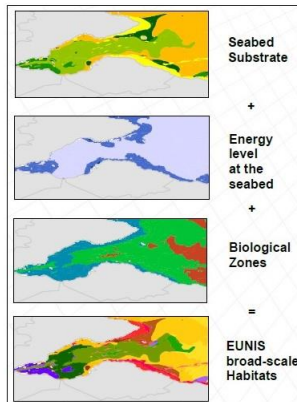 Seabed
Substrate
+
Energy
level
at the
seabed
+
Biological
Zones
=
EUNIS
broad-scale
Habitats